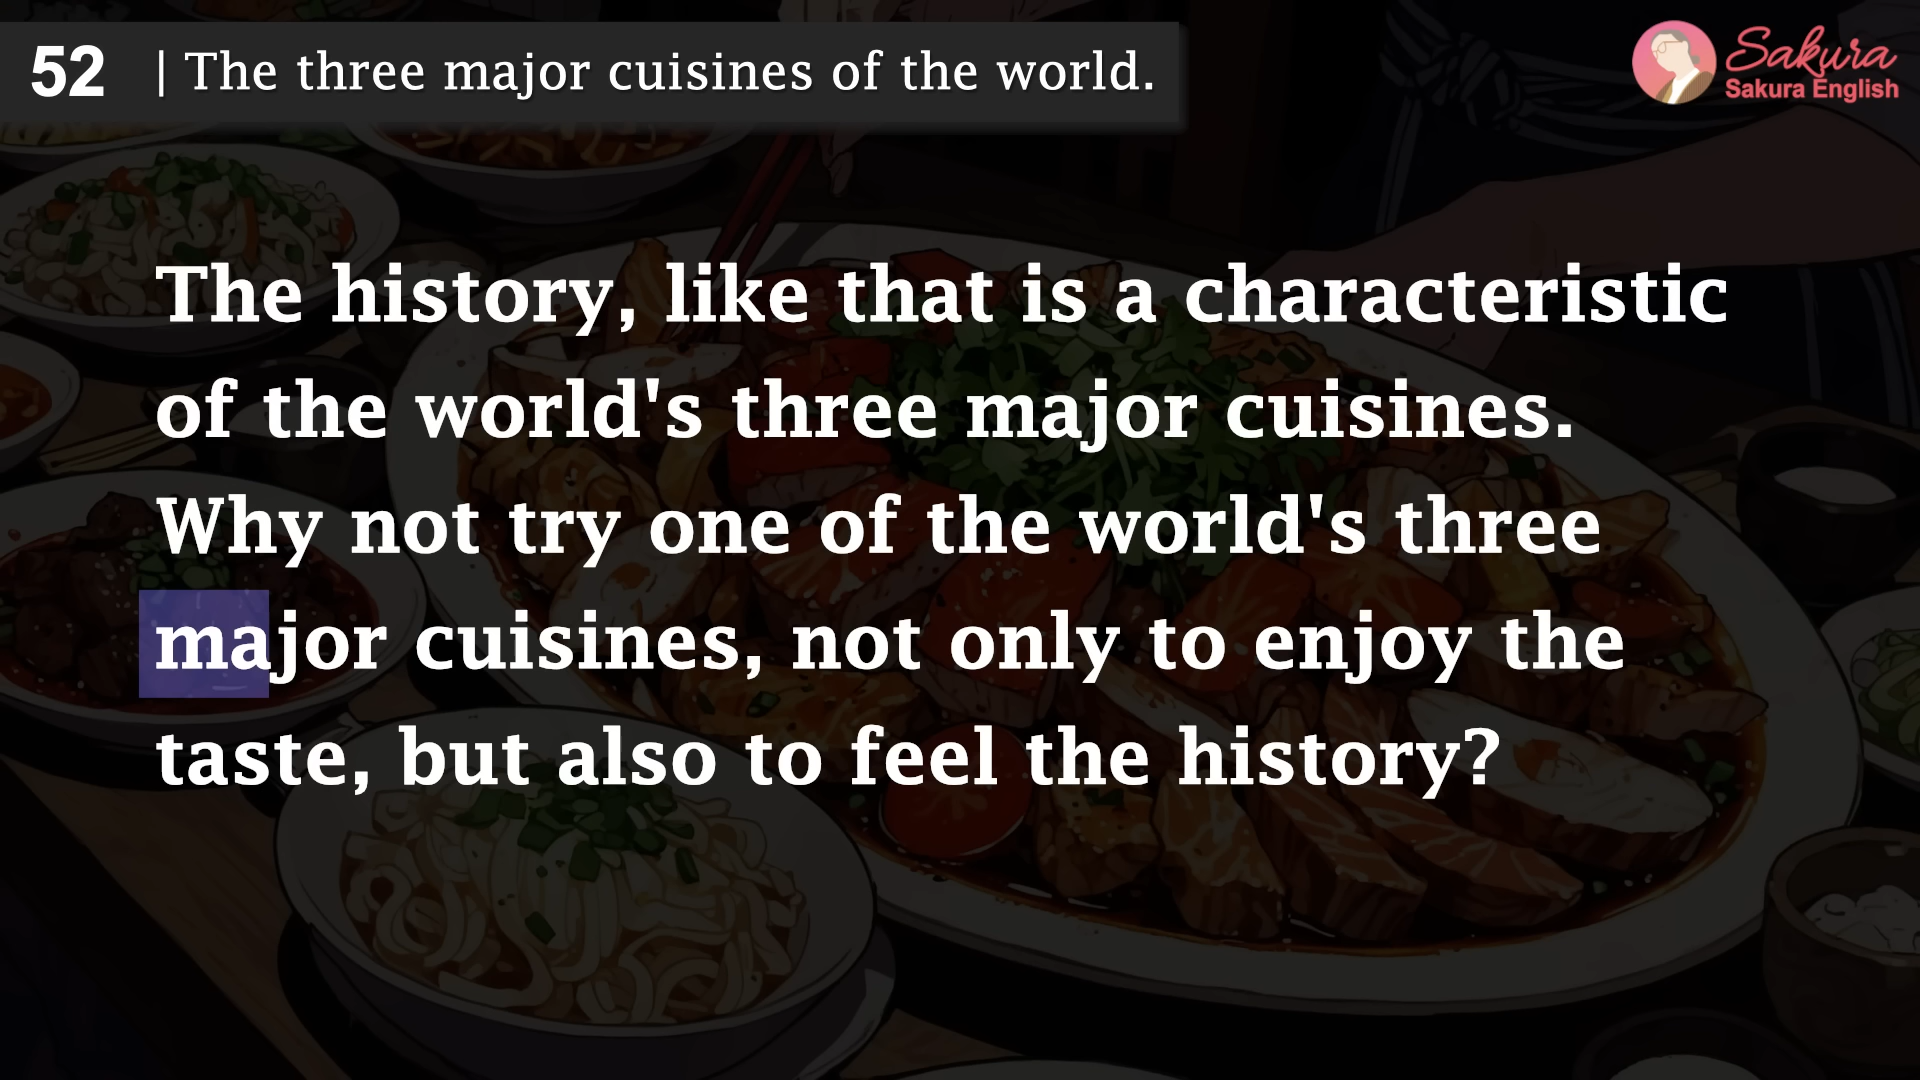 52 | The three major cuisines of the world.
Sakura
Sakura English
The history, like that is a characteristic
of the world's three major cuisines.
Why not try one of the world's three
major cuisines, not only to enjoy the
taste, but also to feel the history?